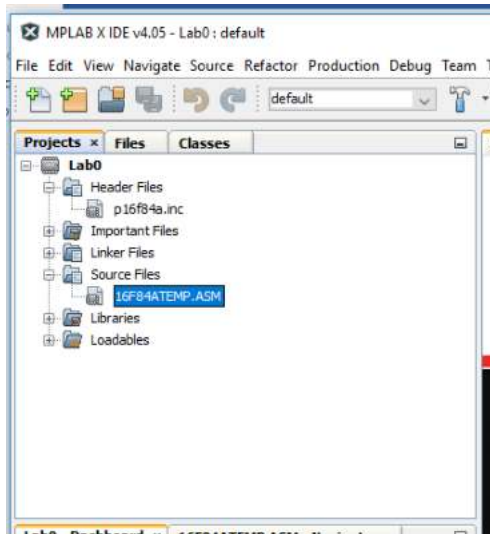 MPLAB X IDE v4.05 - Lab0 : default
File Edit View Navigate Source Refactor Production Debug Team
default
Projects × Files Classes
Lab0
Header Files
p16f84a.inc
Important Files
Linker Files
Source Files
16F84ATEMP.ASM
Libraries
Loadables